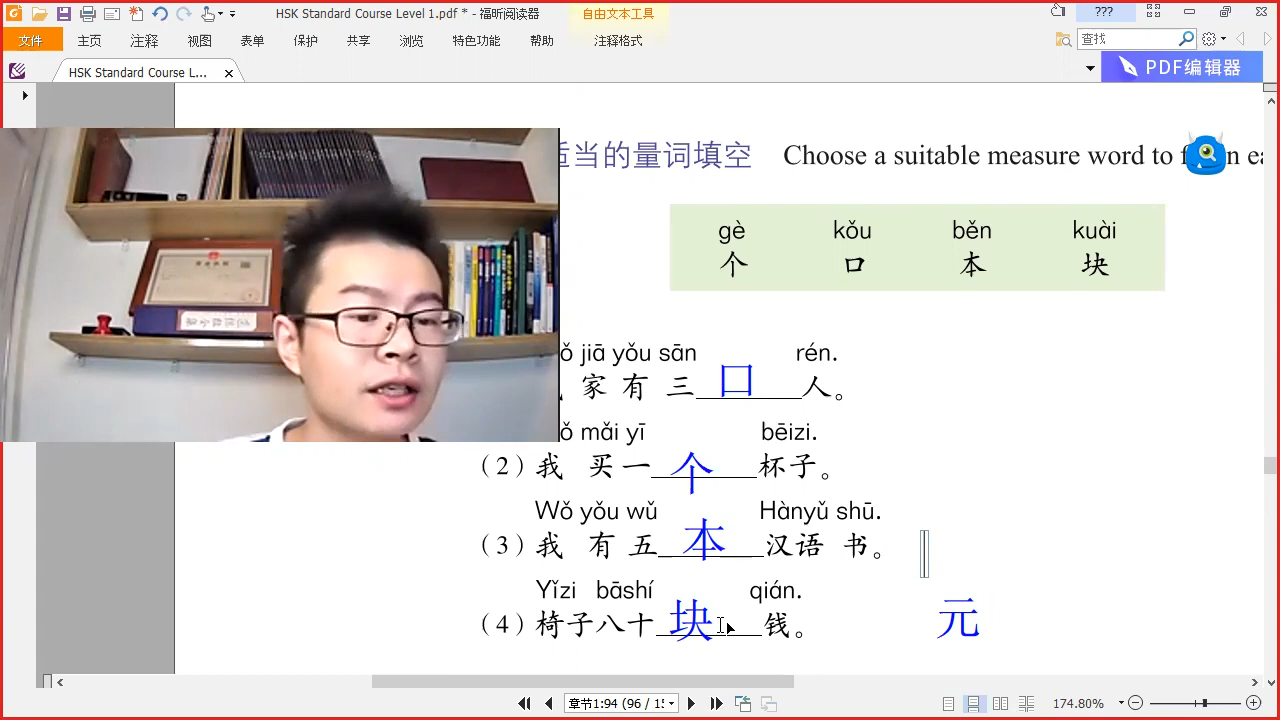 HSK Standard Course Level 1.pdf * - 福昕阅读器
自由文本工具
???
文件 主页 注释 视图 表单 保护 共享 浏览 特色功能 帮助 注释格式
查找
HSK Standard Course L...
PDF编辑器
适当的量词填空 Choose a suitable measure word to
gè kǒu běn kuài
个 口 本 块
jiā yǒu sān rén.
家 有 三 口 人。
mǎi yī bēizi.
(2) 我 买 一 个 杯子。
Wǒ yǒu wǔ Hànyǔ shū.
(3) 我 有 五 本 汉语 书。
Yǐzi bāshí qián.
(4) 椅子八十 块 钱。 元
章节1:94 (96 / 15
174.80%